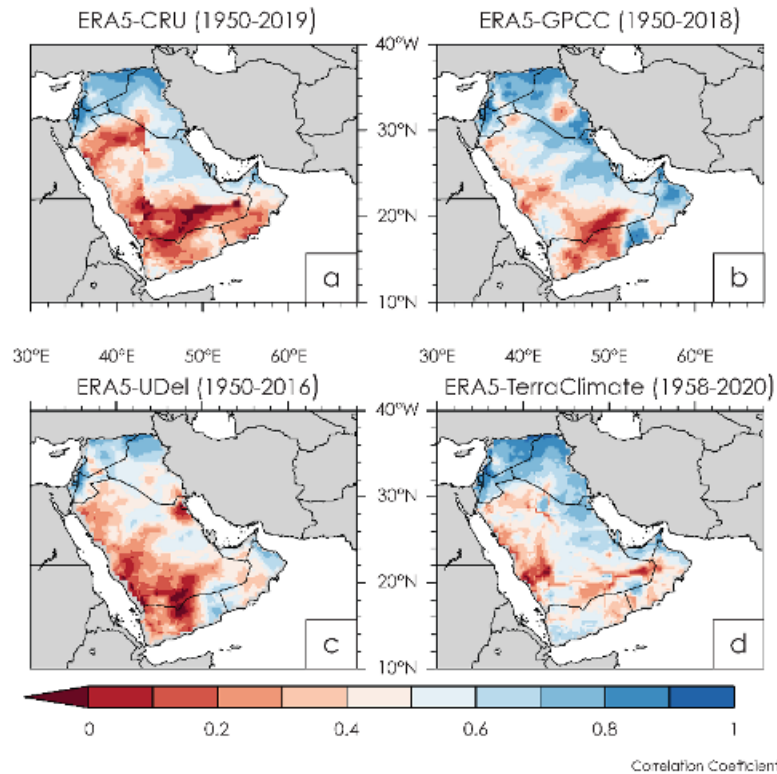 ERA5-CRU (1950-2019)
ERA5-GPCC (1950-2018)
40°W
30°N
20°N
10°N
a
b
30°E 40°E 50°E 60°E 30°E 40°E 50°E 60°E
ERA5-UDel (1950-2016)
ERA5-TerraClimate (1958-2020)
40°W
30°N
20°N
10°N
c
d
0 0.2 0.4 0.6 0.8 1
Correlation Coefficient